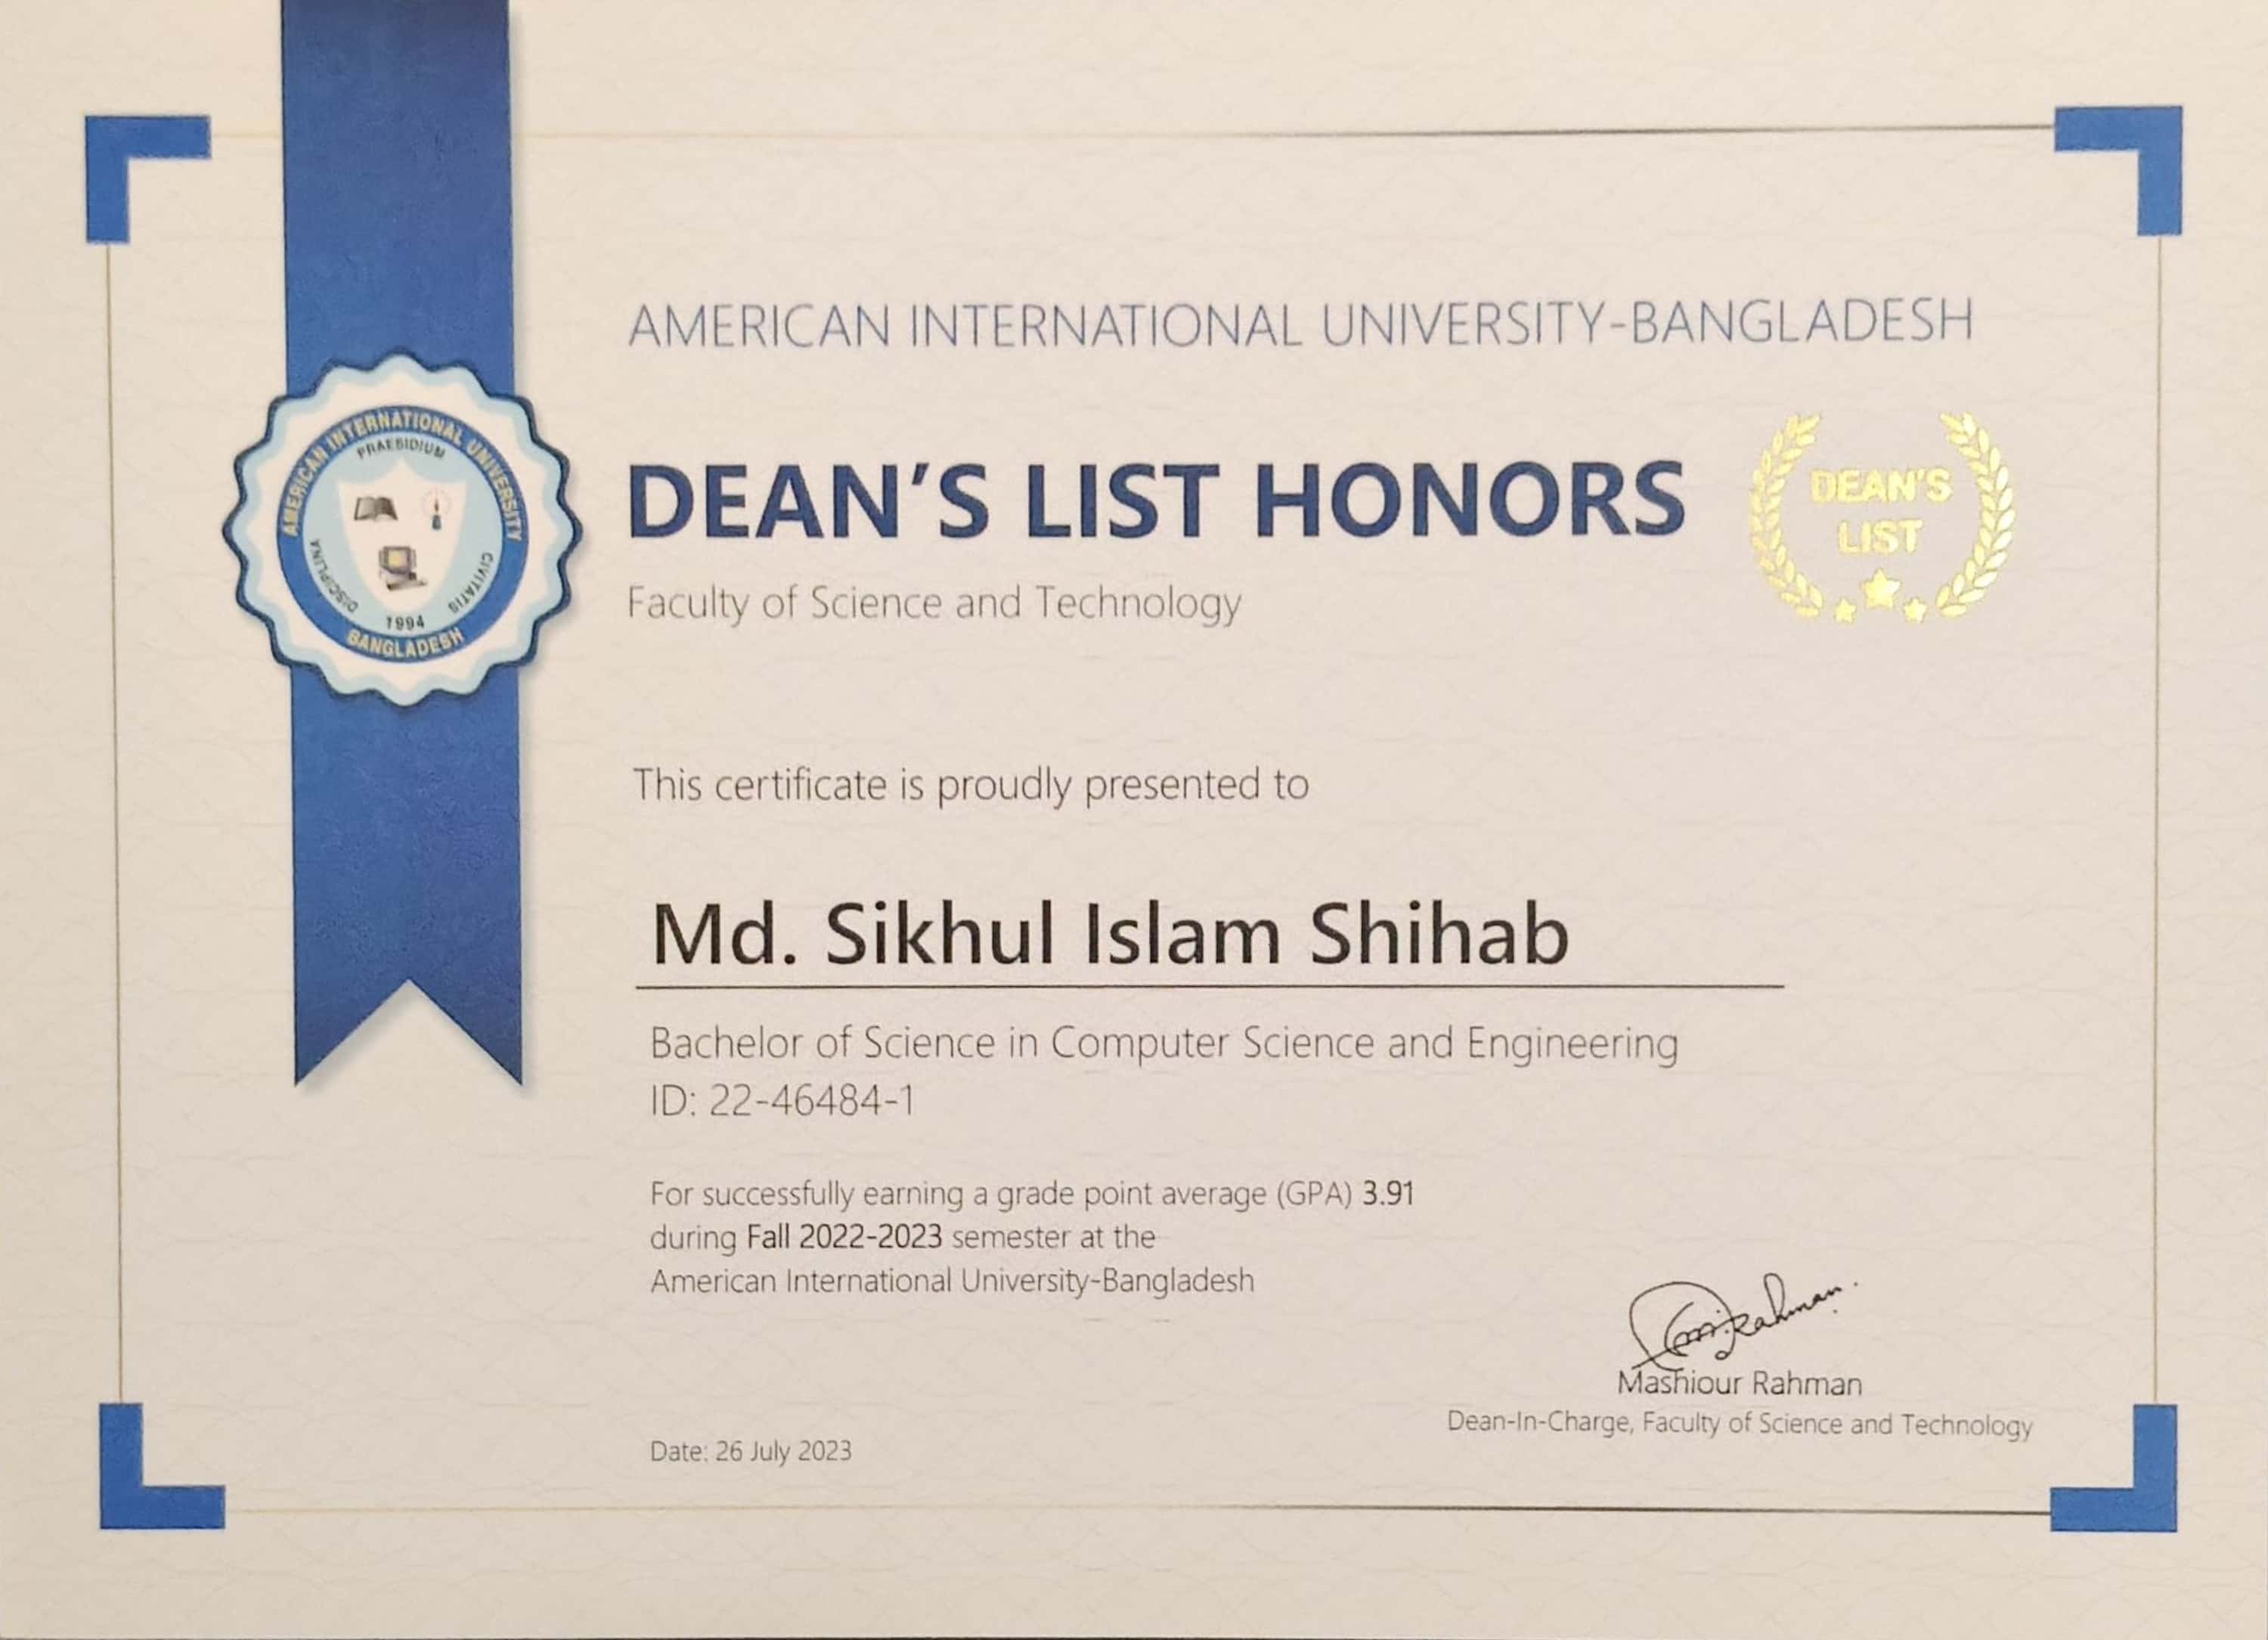 AMERICAN INTERNATIONAL UNIVERSITY-BANGLADESH
AMERICAN INTERNATIONAL UNIVERSITY
PRAESIDIUM
DISCIPLINA
CIVITATIS
1994
BANGLADESH
DEAN'S LIST HONORS
DEAN'S
LIST
Faculty of Science and Technology
This certificate is proudly presented to
Md. Sikhul Islam Shihab
Bachelor of Science in Computer Science and Engineering
ID: 22-46484-1
For successfully earning a grade point average (GPA) 3.91
during Fall 2022-2023 semester at the
American International University-Bangladesh
m. Rahman.
Mashiour Rahman
Dean-In-Charge, Faculty of Science and Technology
Date: 26 July 2023